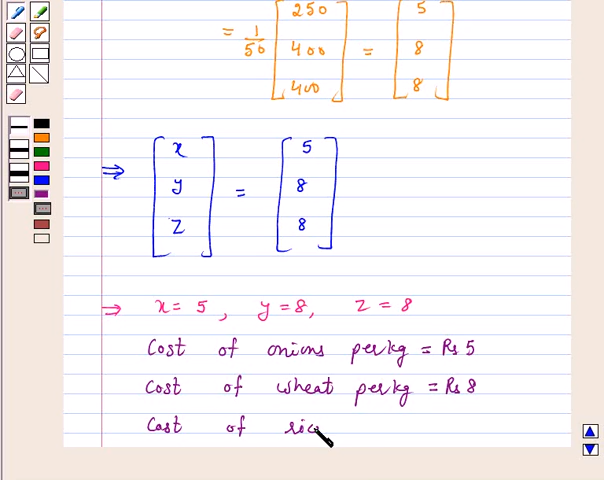 = 1/50 [250 400 400] = [5 8 8]
⇒ [x y z] = [5 8 8]
⇒ x = 5 , y = 8, z = 8
Cost of onions per kg = Rs 5
Cost of wheat per kg = Rs 8
Cost of ric